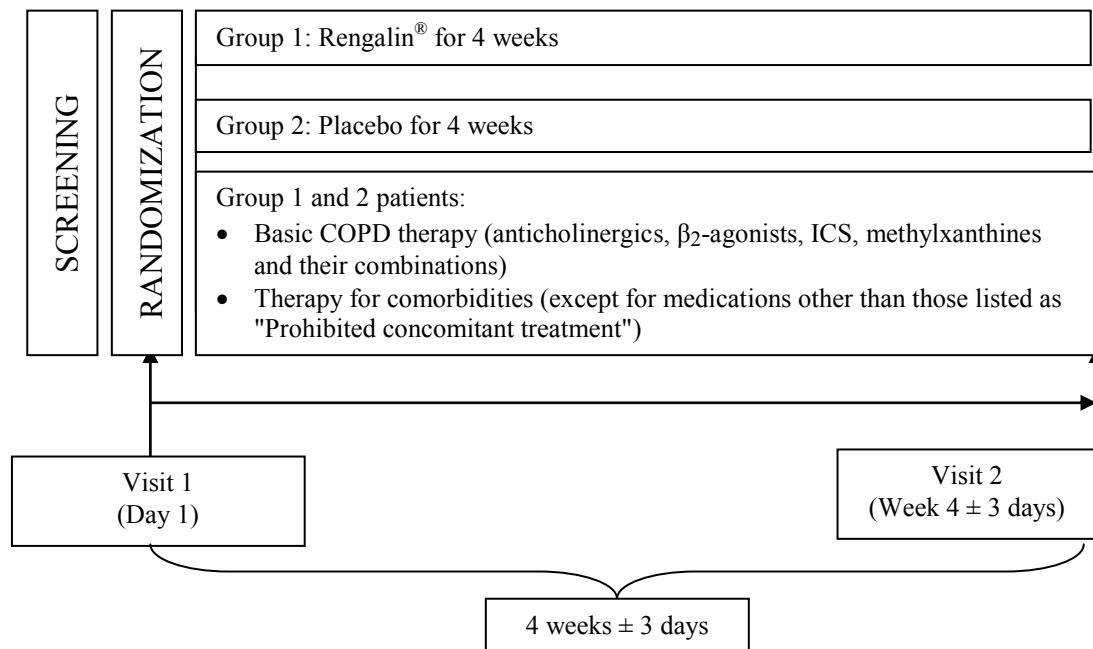 SCREENING
RANDOMIZATION
Group 1: Rengalin® for 4 weeks
Group 2: Placebo for 4 weeks
Group 1 and 2 patients:
• Basic COPD therapy (anticholinergics, β₂-agonists, ICS, methylxanthines
and their combinations)
• Therapy for comorbidities (except for medications other than those listed as
"Prohibited concomitant treatment")
Visit 1
(Day 1)
Visit 2
(Week 4 ± 3 days)
4 weeks ± 3 days